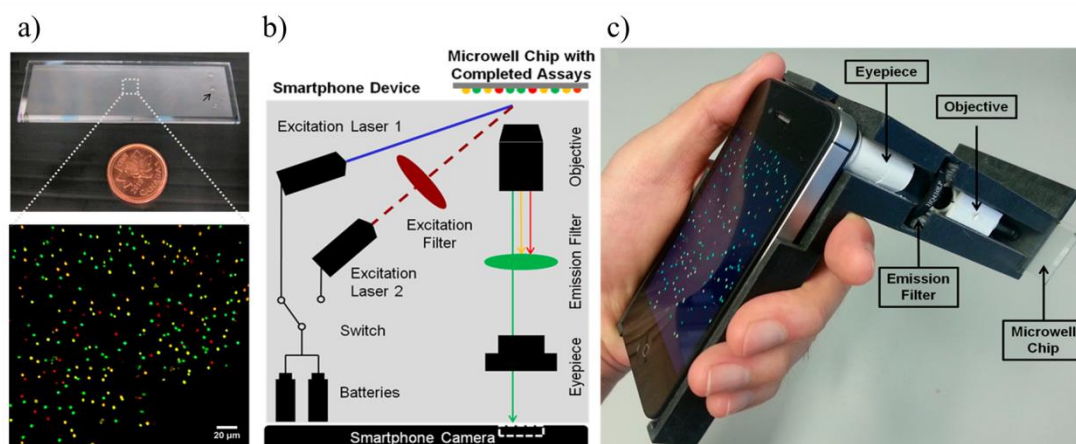 a)
b)
c)
20 µm
Microwell Chip with
Completed Assays
Smartphone Device
Excitation Laser 1
Excitation
Filter
Excitation
Laser 2
Switch
Batteries
Objective
Emission Filter
Eyepiece
Smartphone Camera
Eyepiece
Objective
Emission
Filter
Microwell
Chip